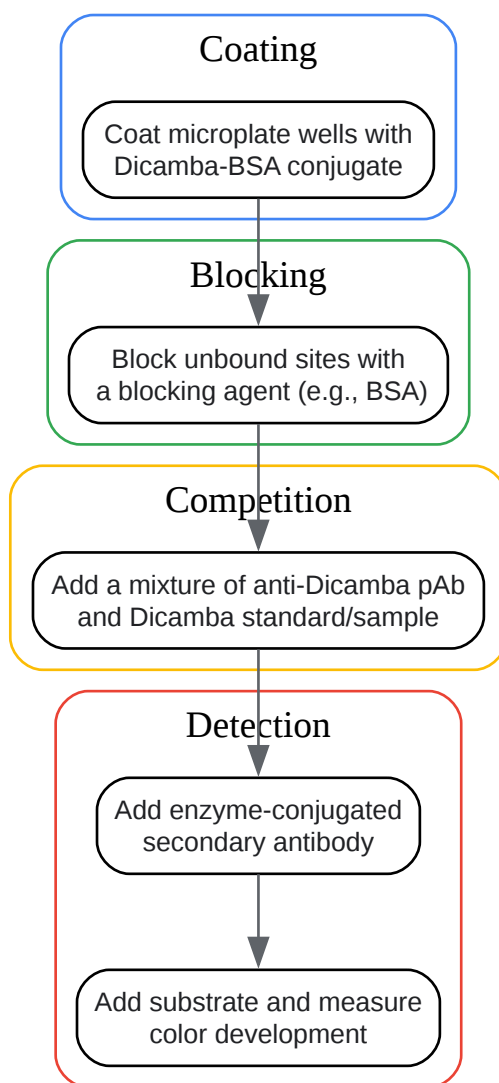 Coating
Coat microplate wells with
Dicamba-BSA conjugate
Blocking
Block unbound sites with
a blocking agent (e.g., BSA)
Competition
Add a mixture of anti-Dicamba pAb
and Dicamba standard/sample
Detection
Add enzyme-conjugated
secondary antibody
Add substrate and measure
color development